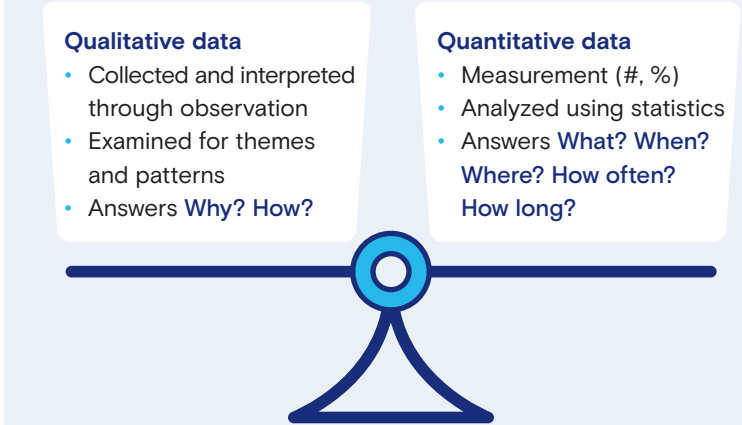 Qualitative data
• Collected and interpreted
through observation
• Examined for themes
and patterns
• Answers Why? How?
Quantitative data
• Measurement (#, %)
• Analyzed using statistics
• Answers What? When?
Where? How often?
How long?